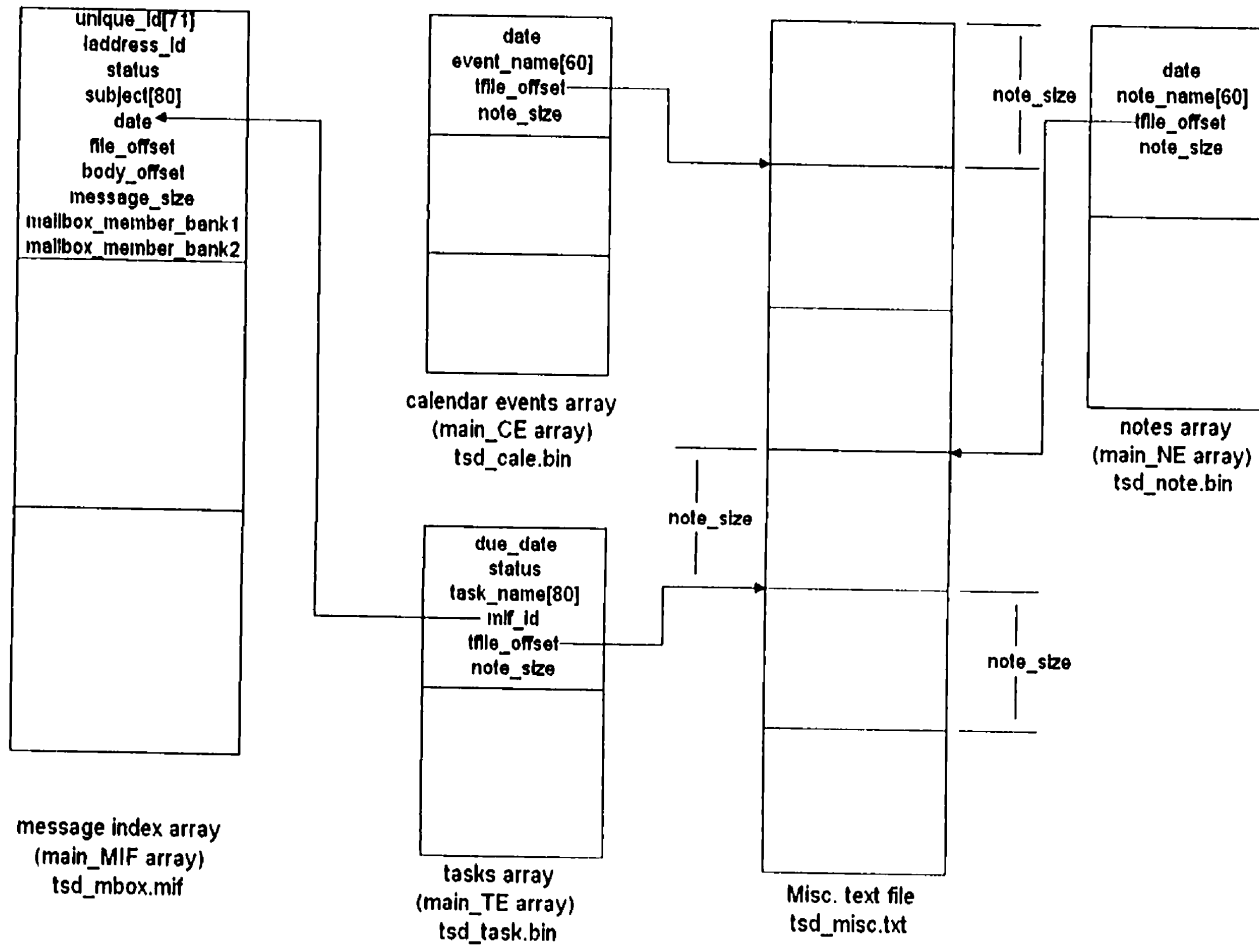 unique_id[71]
iaddress_id
status
subject[80]
date
file_offset
body_offset
message_size
mailbox_member_bank1
mailbox_member_bank2
message index array
(main_MIF array)
tsd_mbox.mif
date
event_name[60]
tfile_offset
note_size
calendar events array
(main_CE array)
tsd_cale.bin
due_date
status
task_name[80]
mif_id
tfile_offset
note_size
tasks array
(main_TE array)
tsd_task.bin
note_size
note_size
note_size
Misc. text file
tsd_misc.txt
date
note_name[60]
tfile_offset
note_size
notes array
(main_NE array)
tsd_note.bin